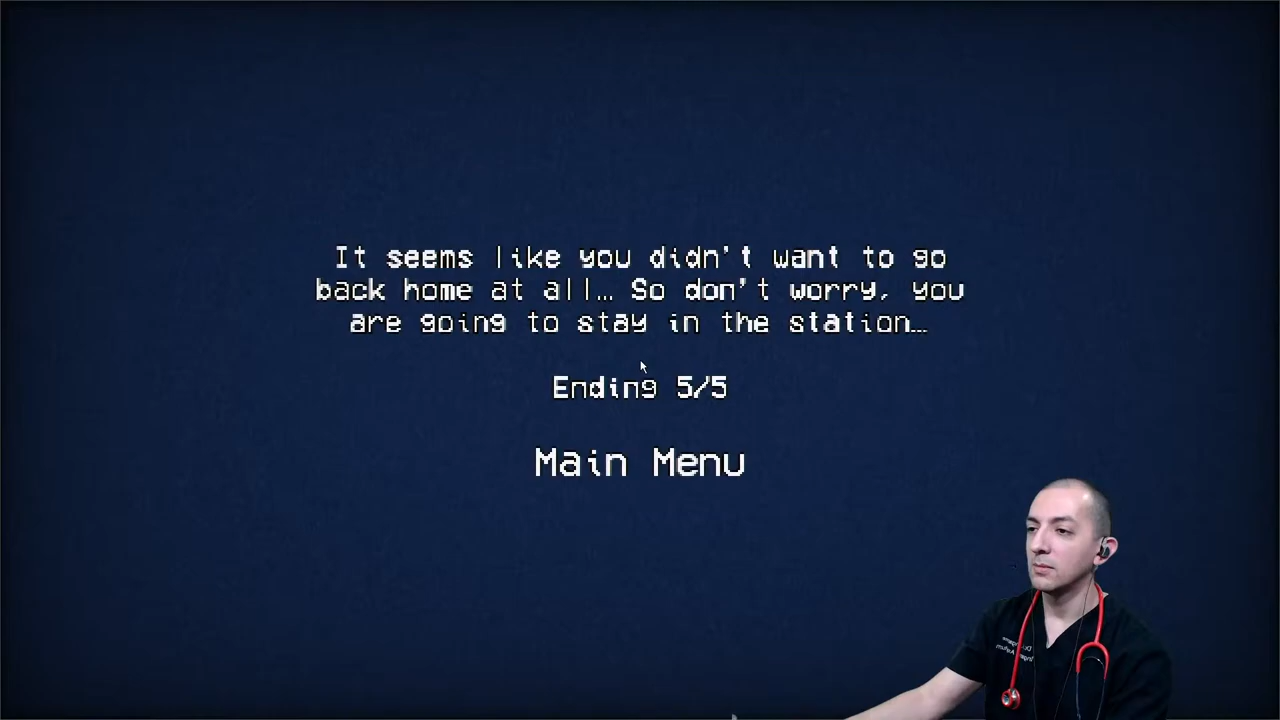 It seems like you didn't want to go
back home at all... So don't worry, you
are going to stay in the station...
Ending 5/5
Main Menu